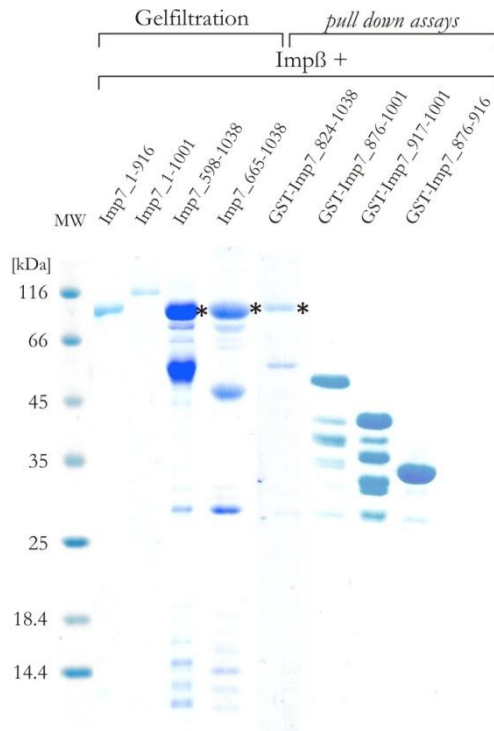 Gelfiltration pull down assays
Impß +
Imp7_1-916
Imp7_1-1001
Imp7_598-1038
Imp7_665-1038
GST-Imp7_824-1038
GST-Imp7_876-1001
GST-Imp7_917-1001
GST-Imp7_876-916
MW
[kDa]
116
* * *
66
45
35
25
18.4
14.4